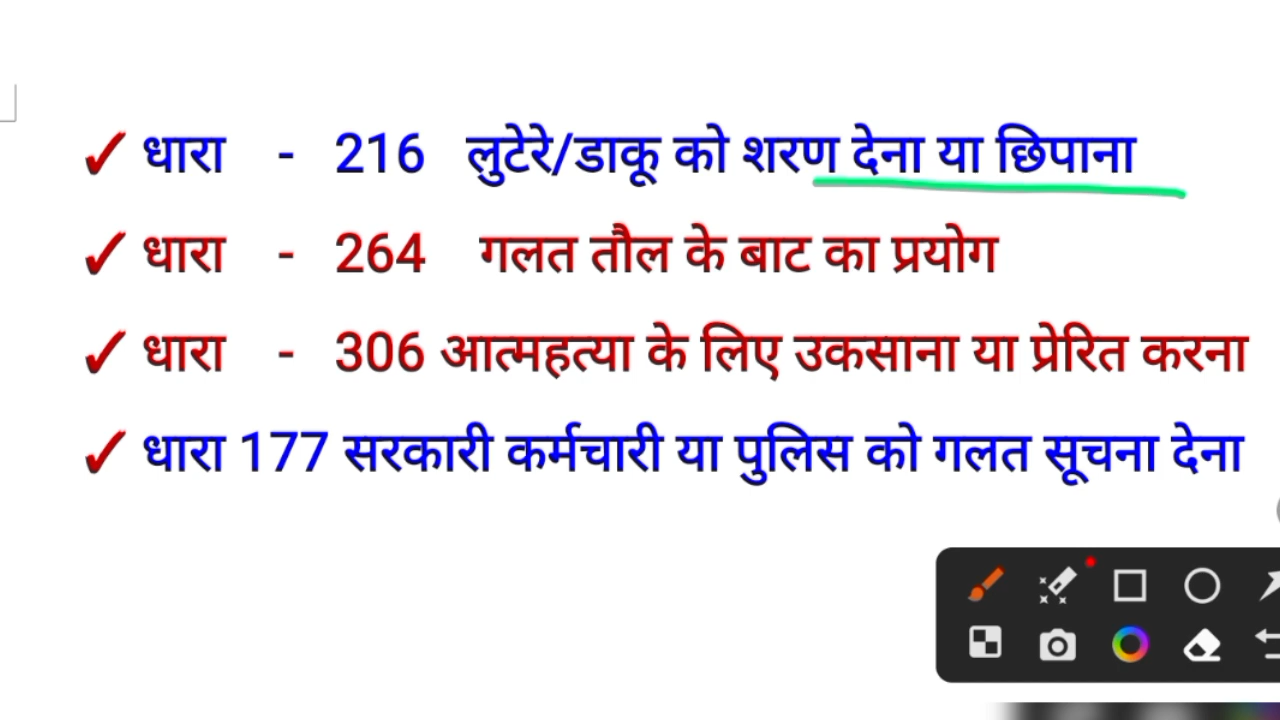 ✓ धारा - 216 लुटेरे/डाकू को शरण देना या छिपाना
✓ धारा - 264 गलत तौल के बाट का प्रयोग
✓ धारा - 306 आत्महत्या के लिए उकसाना या प्रेरित करना
✓ धारा 177 सरकारी कर्मचारी या पुलिस को गलत सूचना देना